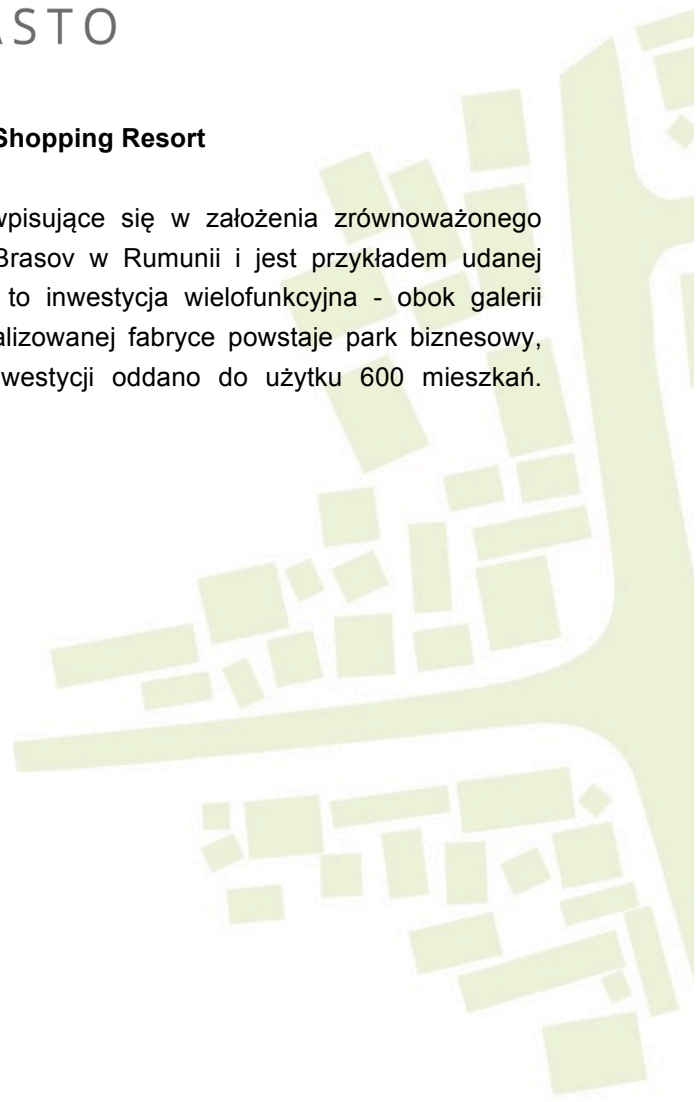 ASTO
Shopping Resort
wpisujące się w założenia zrównoważonego
Brasov w Rumunii i jest przykładem udanej
to inwestycja wielofunkcyjna - obok galerii
alizowanej fabryce powstaje park biznesowy,
westycji oddano do użytku 600 mieszkań.